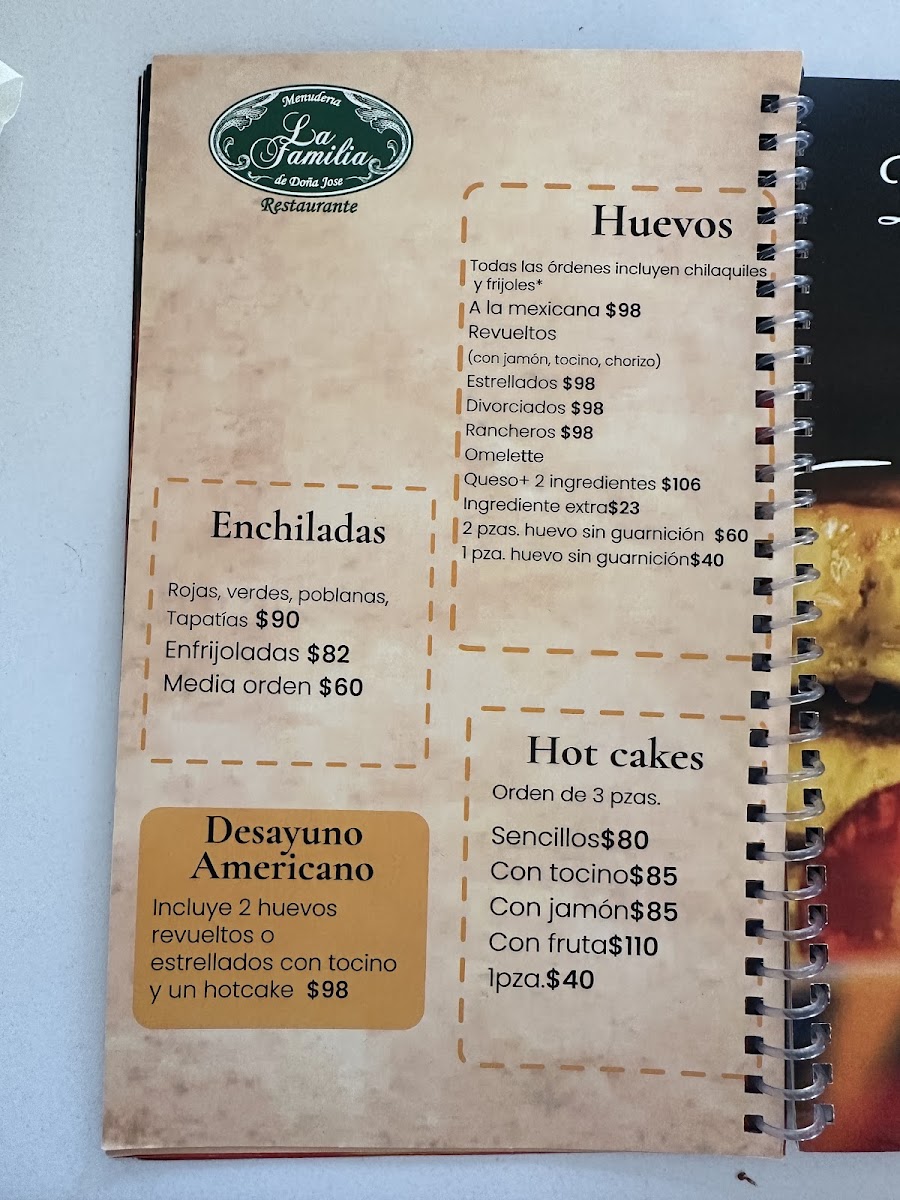 Menudería
La
Familia
de Doña Jose
Restaurante
Huevos
Todas las órdenes incluyen chilaquiles
y frijoles*
A la mexicana $98
Revueltos
(con jamón, tocino, chorizo)
Estrellados $98
Divorciados $98
Rancheros $98
Omelette
Queso+ 2 ingredientes $106
Ingrediente extra$23
2 pzas. huevo sin guarnición $60
1 pza. huevo sin guarnición$40
Enchiladas
Rojas, verdes, poblanas,
Tapatías $90
Enfrijoladas $82
Media orden $60
Desayuno
Americano
Incluye 2 huevos
revueltos o
estrellados con tocino
y un hotcake $98
Hot cakes
Orden de 3 pzas.
Sencillos$80
Con tocino$85
Con jamón$85
Con fruta$110
1pza.$40